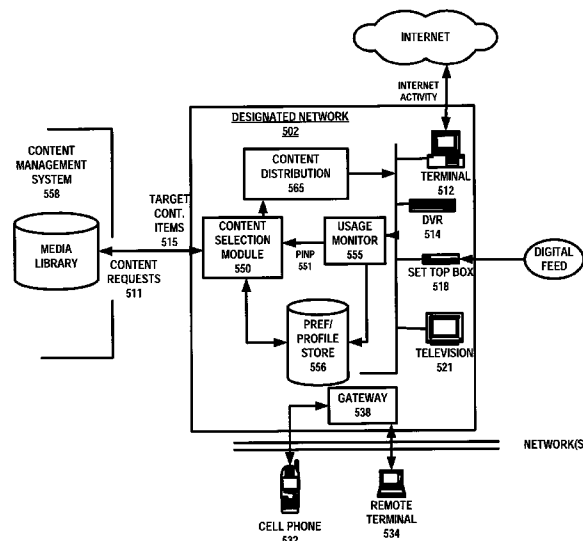 INTERNET
INTERNET
ACTIVITY
DESIGNATED NETWORK
502
CONTENT
MANAGEMENT
SYSTEM
558
MEDIA
LIBRARY
TARGET
CONT.
ITEMS
515
CONTENT
REQUESTS
511
CONTENT
DISTRIBUTION
565
CONTENT
SELECTION
MODULE
550
PINP
551
USAGE
MONITOR
555
PREF/
PROFILE
STORE
556
TERMINAL
512
DVR
514
SET TOP BOX
518
DIGITAL
FEED
TELEVISION
521
GATEWAY
538
NETWORK(S
CELL PHONE
532
REMOTE
TERMINAL
534